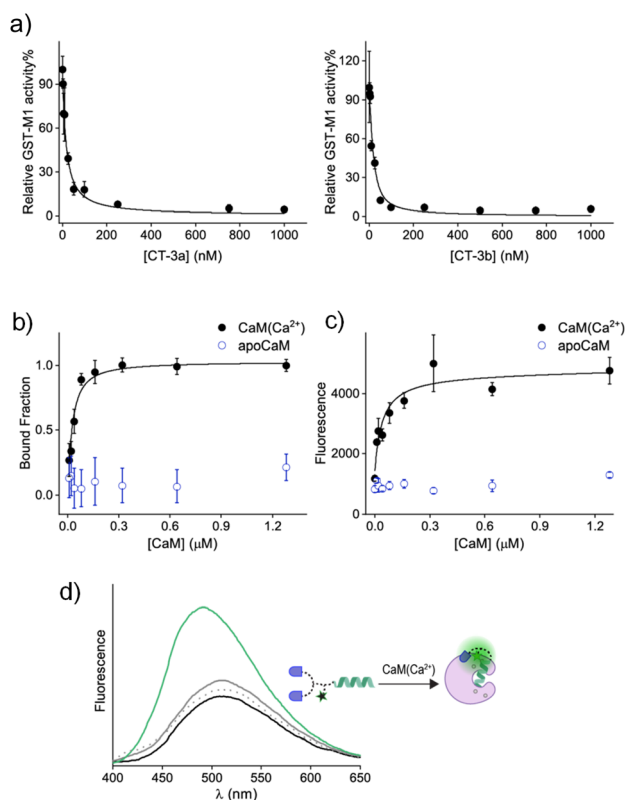 a)
Relative GST-M1 activity%
120
90
60
30
0
0 200 400 600 800 1000
[CT-3a] (nM)
Relative GST-M1 activity%
120
90
60
30
0
0 200 400 600 800 1000
[CT-3b] (nM)
b)
CaM(Ca²⁺)
apoCaM
Bound Fraction
1.0
0.5
0.0
0.0 0.3 0.6 0.9 1.2
[CaM] (μM)
c)
CaM(Ca²⁺)
apoCaM
Fluorescence
4000
2000
0
0.0 0.3 0.6 0.9 1.2
[CaM] (μM)
d)
Fluorescence
400 450 500 550 600 650
λ (nm)
CaM(Ca²⁺)